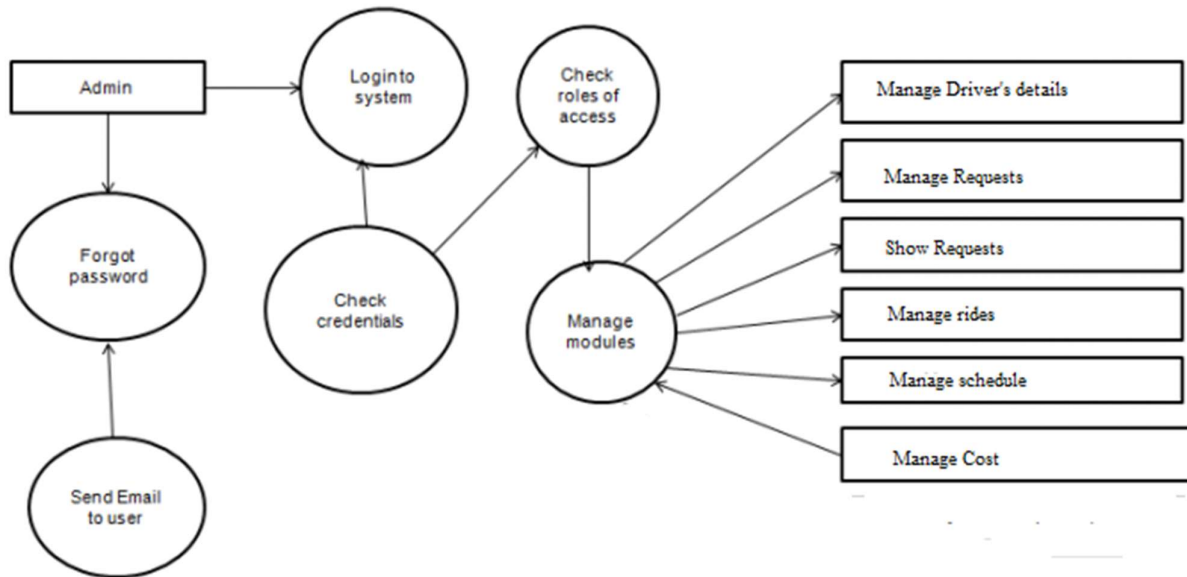 Admin
Login to
system
Check
roles of
access
Forgot
password
Check
credentials
Manage
modules
Send Email
to user
Manage Driver's details
Manage Requests
Show Requests
Manage rides
Manage schedule
Manage Cost